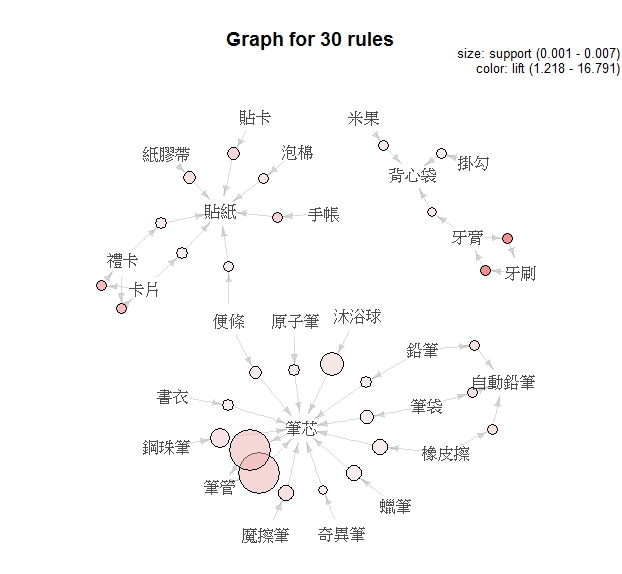 Graph for 30 rules
size: support (0.001 - 0.007)
color: lift (1.218 - 16.791)
貼卡
米果
紙膠帶
泡棉
掛勾
背心袋
貼紙
手帳
牙膏
禮卡
牙刷
卡片
便條
原子筆
沐浴球
鉛筆
自動鉛筆
書衣
筆袋
筆芯
鋼珠筆
橡皮擦
筆管
蠟筆
魔擦筆
奇異筆